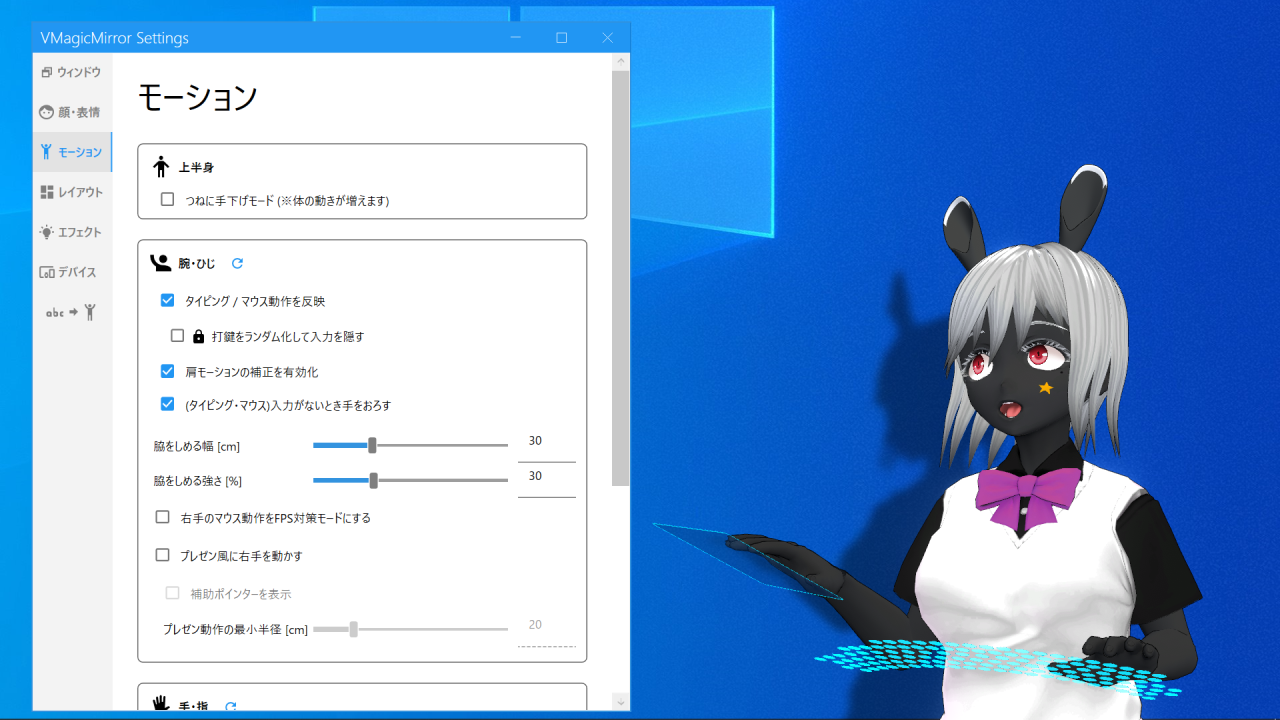 VMagicMirror Settings
ウィンドウ
顔・表情
モーション
レイアウト
エフェクト
デバイス
abc
モーション
上半身
つねに手下げモード (※体の動きが増えます)
腕・ひじ
タイピング / マウス動作を反映
打鍵をランダム化して入力を隠す
肩モーションの補正を有効化
(タイピング・マウス)入力がないとき手をおろす
脇をしめる幅 [cm] 30
脇をしめる強さ [%] 30
右手のマウス動作をFPS対策モードにする
プレゼン風に右手を動かす
補助ポインターを表示
プレゼン動作の最小半径 [cm] 20
手・指